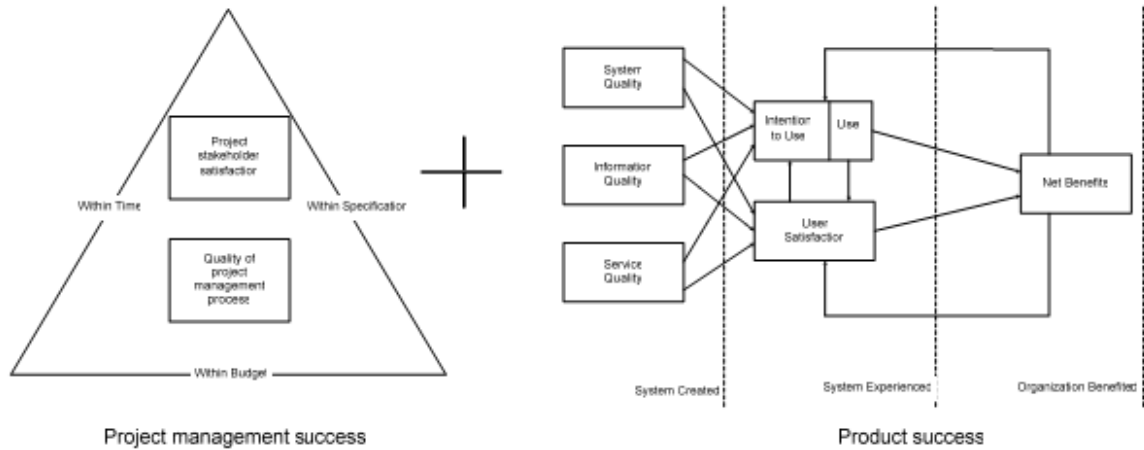 Project
stakeholder
satisfaction
Within Time
Within Specification
Quality of
project
management
process
Within Budget
Project management success
System
Quality
Information
Quality
Service
Quality
Intention
to Use
Use
User
Satisfaction
Net Benefits
System Created
System Experienced
Organization Benefited
Product success